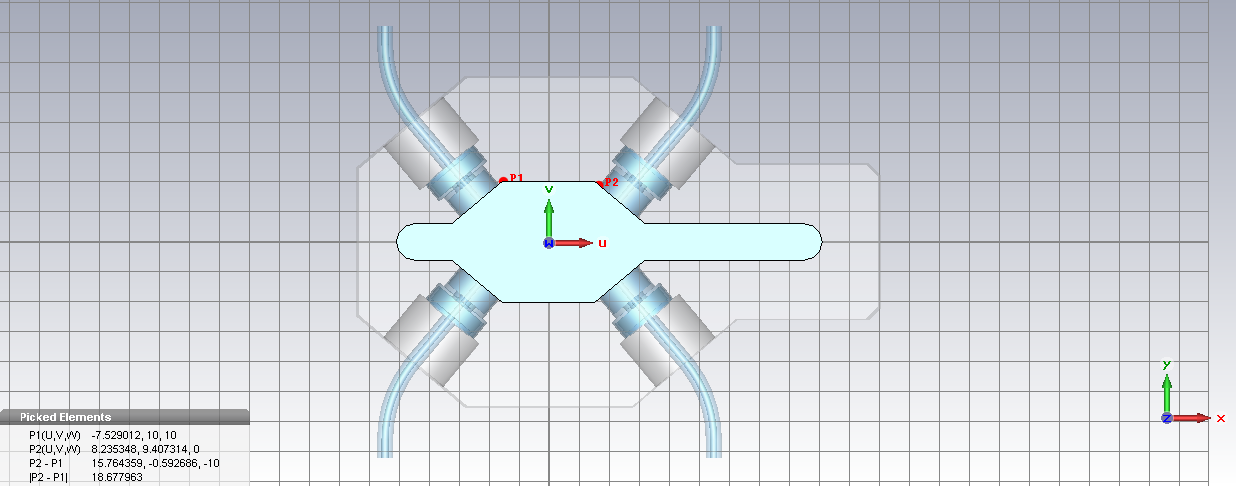 P1
P2
V
W
U
y
z
x
Picked Elements
P1(U,V,W) -7.529012, 10, 10
P2(U,V,W) 8.235348, 9.407314, 0
P2 - P1 15.764359, -0.592686, -10
|P2 - P1| 18.677963